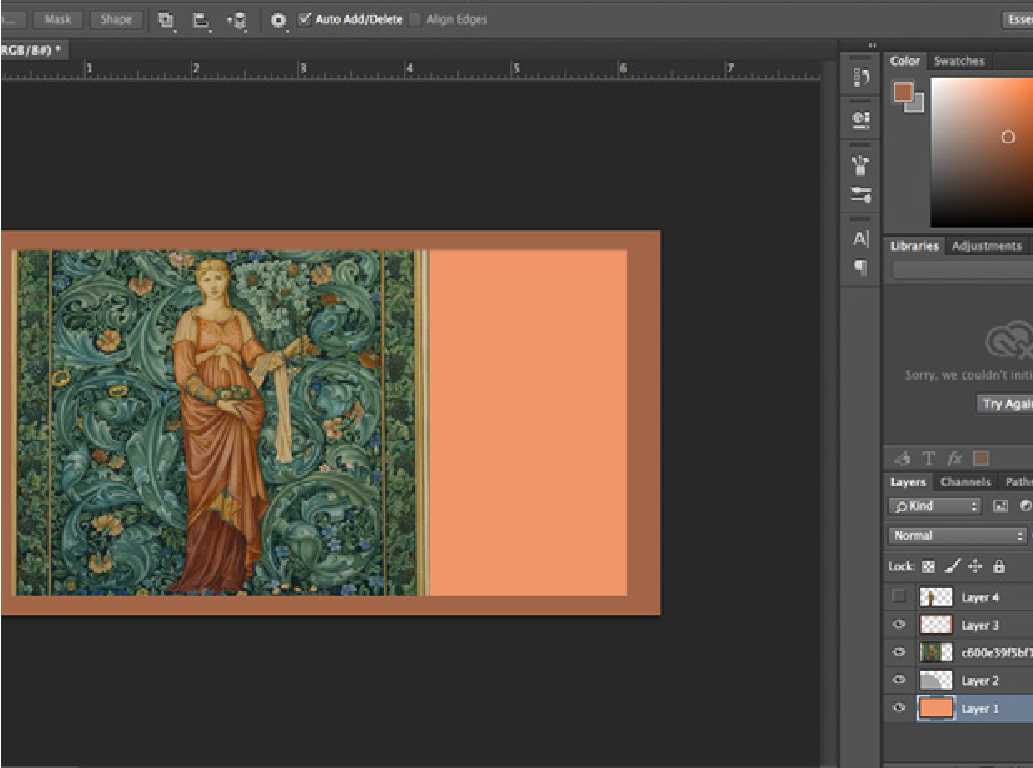 n... Mask Shape Auto Add/Delete Align Edges Esse
RGB/8#) *
1 2 3 4 5 6 7
Color Swatches
A
Libraries Adjustments
Sorry, we couldn't initi
Try Agai
T fx
Layers Channels Paths
Kind
Normal
Lock:
Layer 4
Layer 3
c600e39f5bf1
Layer 2
Layer 1